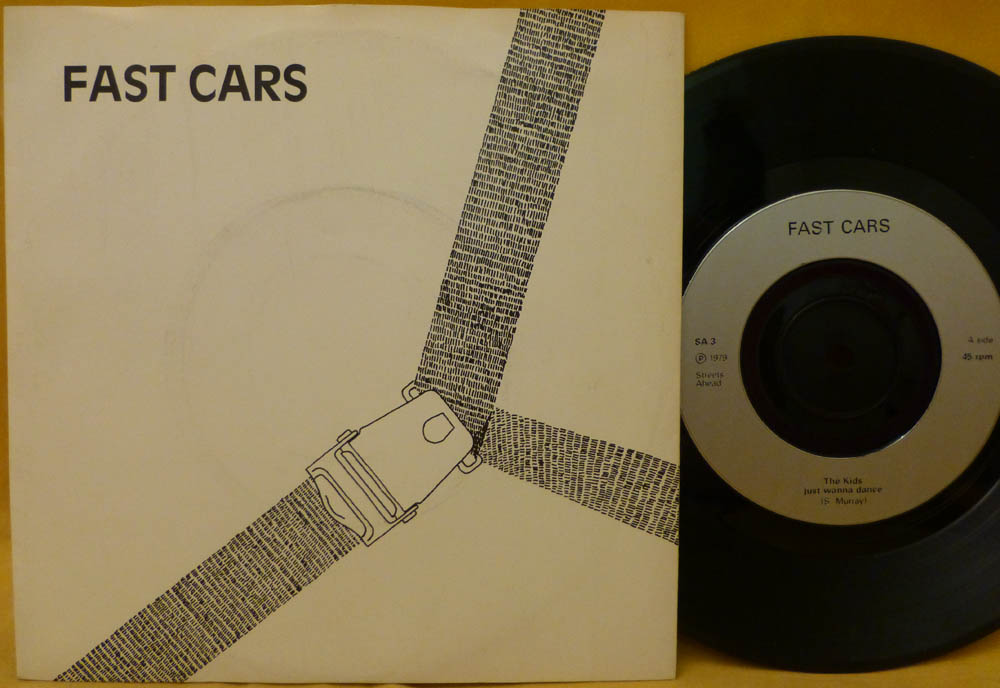 FAST CARS
FAST CARS
SA 3
Ⓟ 1979
Streets
Ahead
A side
45 rpm
The Kids
just wanna dance
(S. Murray)